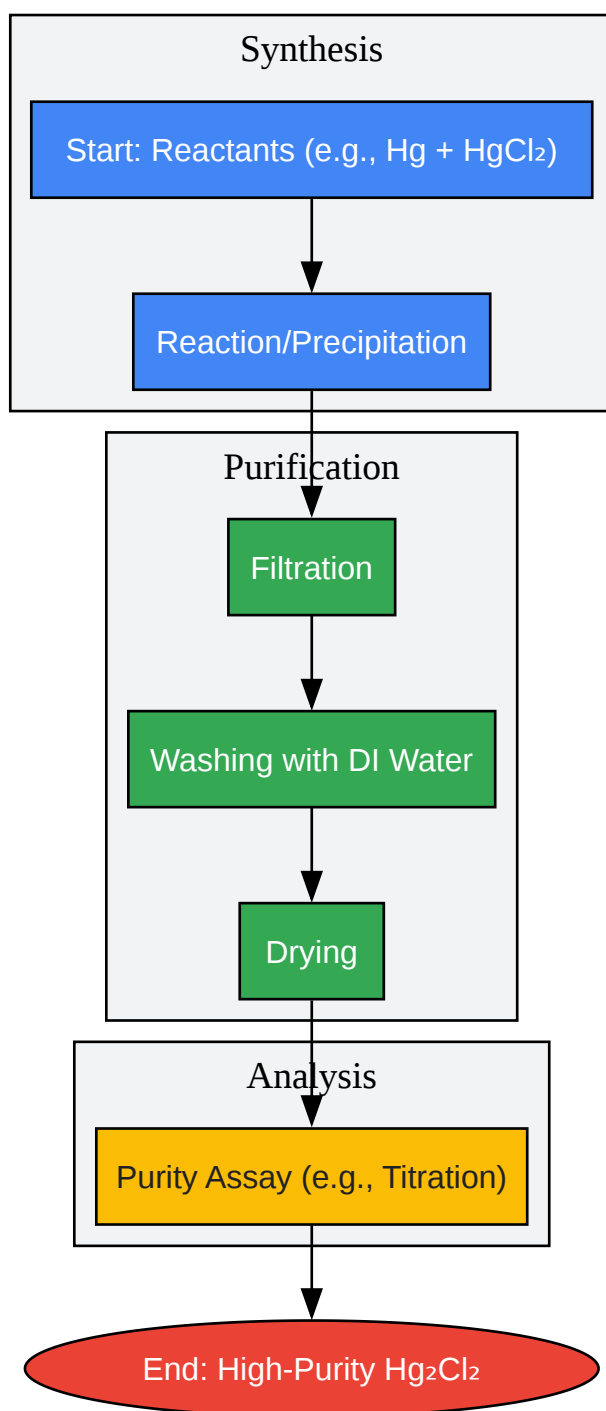 Synthesis
Start: Reactants (e.g., Hg + HgCl₂)
Reaction/Precipitation
Purification
Filtration
Washing with DI Water
Drying
Analysis
Purity Assay (e.g., Titration)
End: High-Purity Hg₂Cl₂